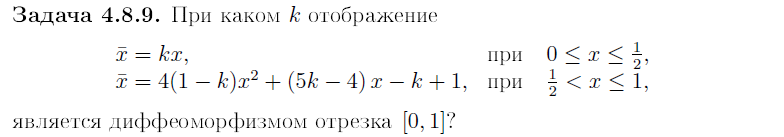 Задача 4.8.9. При каком k отображение
x̄ = kx, при 0 ≤ x ≤ 1/2,
x̄ = 4(1 − k)x² + (5k − 4) x − k + 1, при 1/2 < x ≤ 1,
является диффеоморфизмом отрезка [0, 1]?